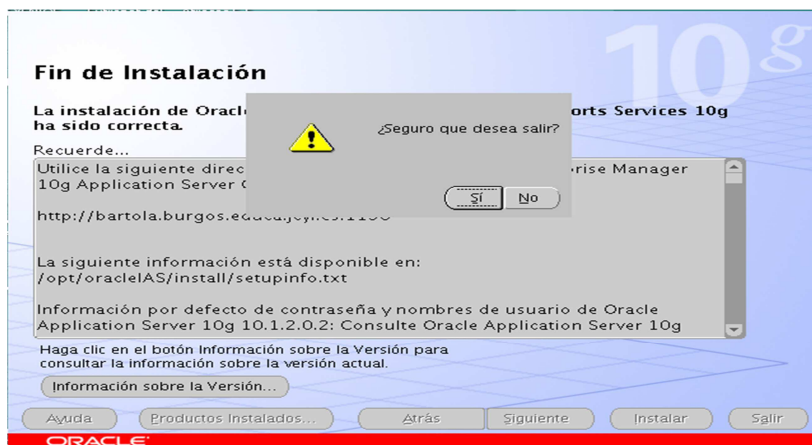 10g
Fin de Instalación
La instalación de Oracl orts Services 10g
ha sido correcta.
¿Seguro que desea salir?
Recuerde...
Utilice la siguiente direc rise Manager
10g Application Server
Sí No
http://bartola.burgos.
La siguiente información está disponible en:
/opt/oracleIAS/install/setupinfo.txt
Información por defecto de contraseña y nombres de usuario de Oracle
Application Server 10g 10.1.2.0.2: Consulte Oracle Application Server 10g
Haga clic en el botón Información sobre la Versión para
consultar la información sobre la versión actual.
Información sobre la Versión...
Ayuda Productos Instalados... Atrás Siguiente Instalar Salir
ORACLE